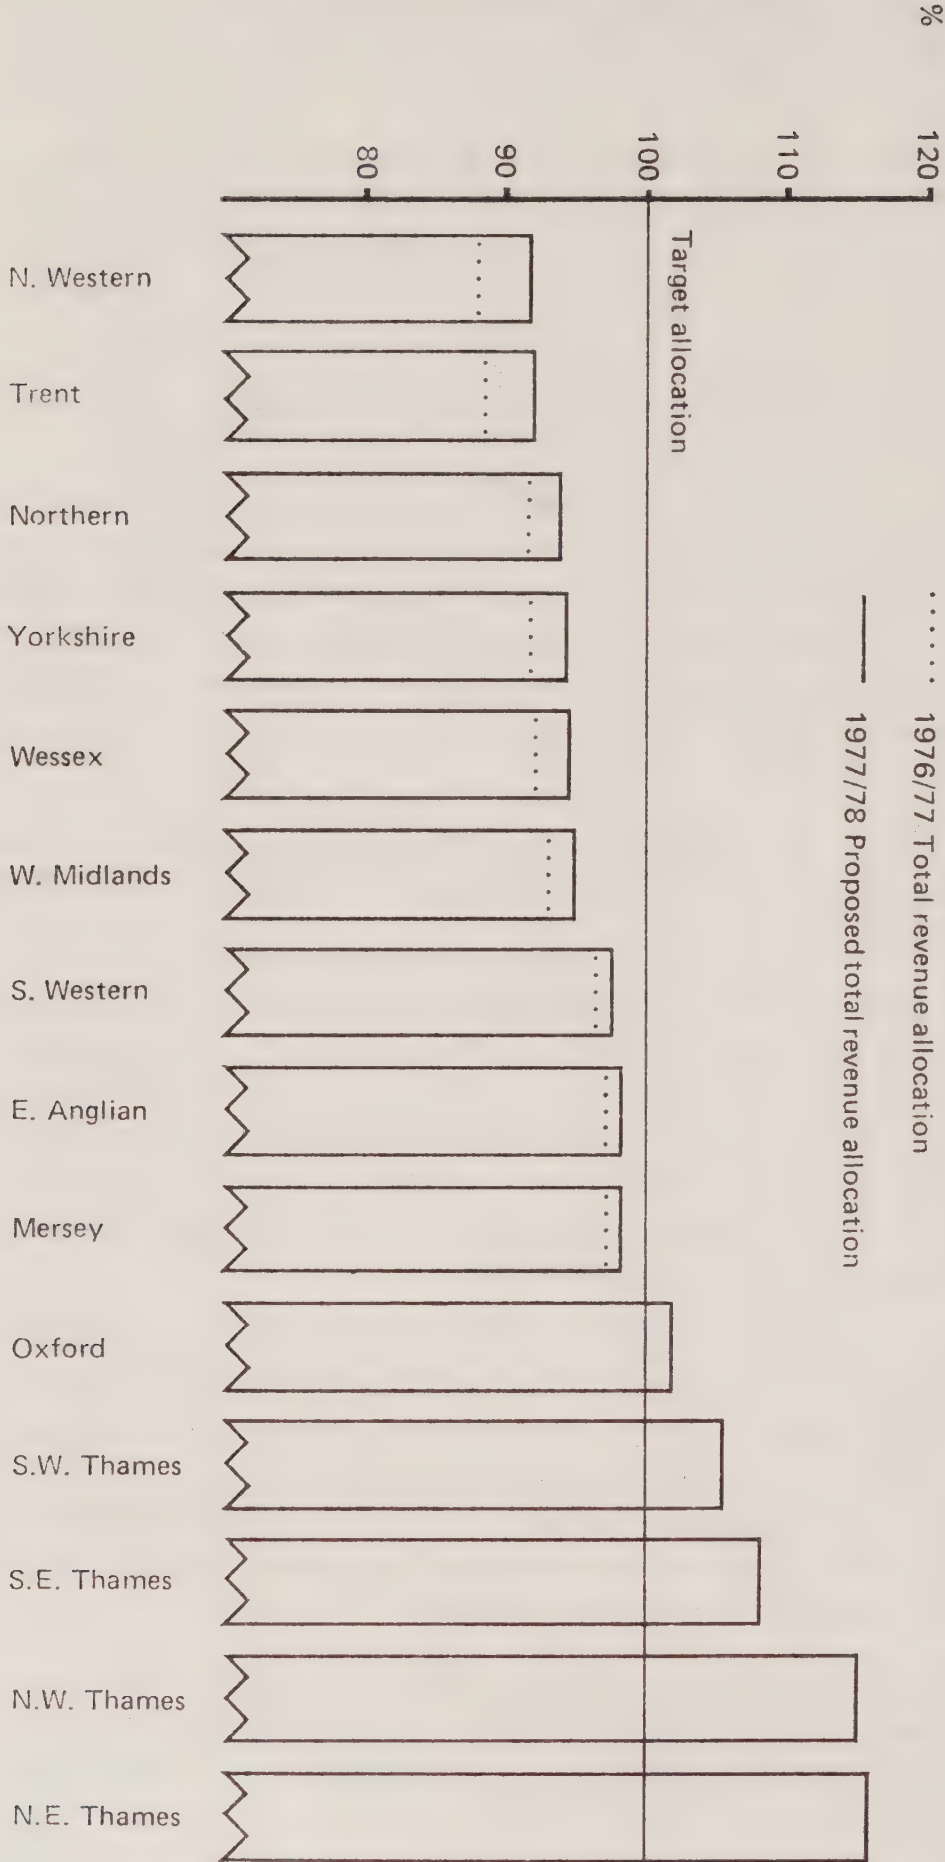 %
120
110
100
90
80
Target allocation
1976/77 Total revenue allocation
1977/78 Proposed total revenue allocation
N. Western
Trent
Northern
Yorkshire
Wessex
W. Midlands
S. Western
E. Anglian
Mersey
Oxford
S.W. Thames
S.E. Thames
N.W. Thames
N.E. Thames